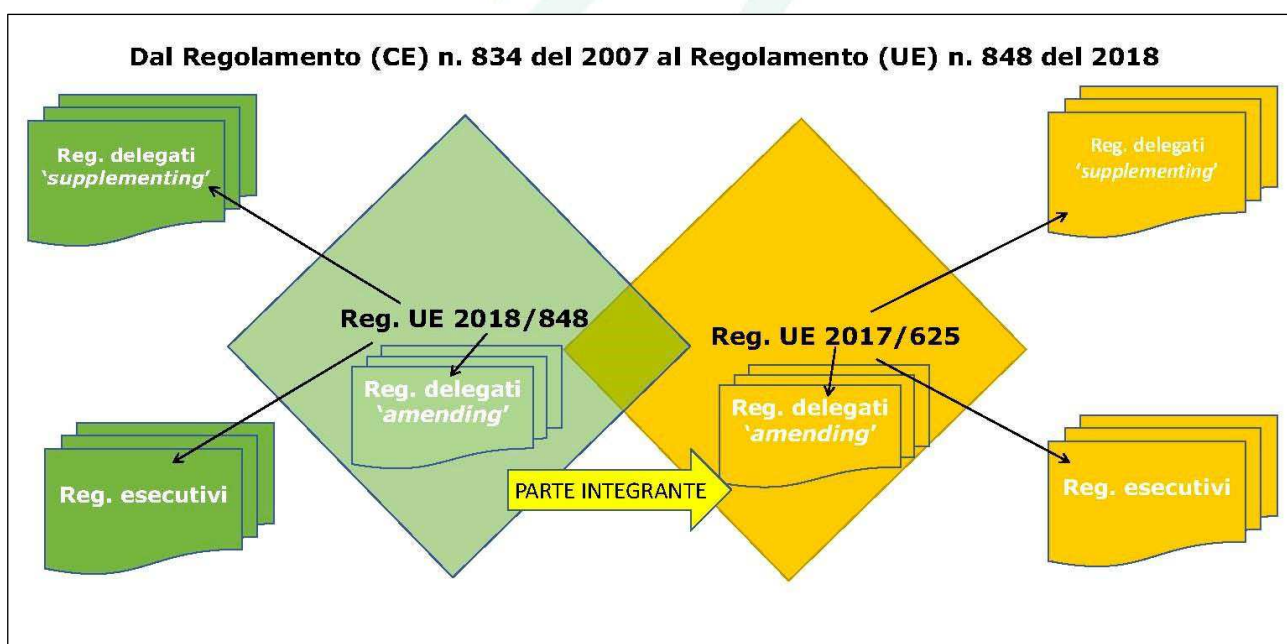 Dal Regolamento (CE) n. 834 del 2007 al Regolamento (UE) n. 848 del 2018
Reg. delegati
‘supplementing’
Reg. delegati
‘supplementing’
Reg. UE 2018/848
Reg. UE 2017/625
Reg. delegati
‘amending’
Reg. delegati
‘amending’
PARTE INTEGRANTE
Reg. esecutivi
Reg. esecutivi